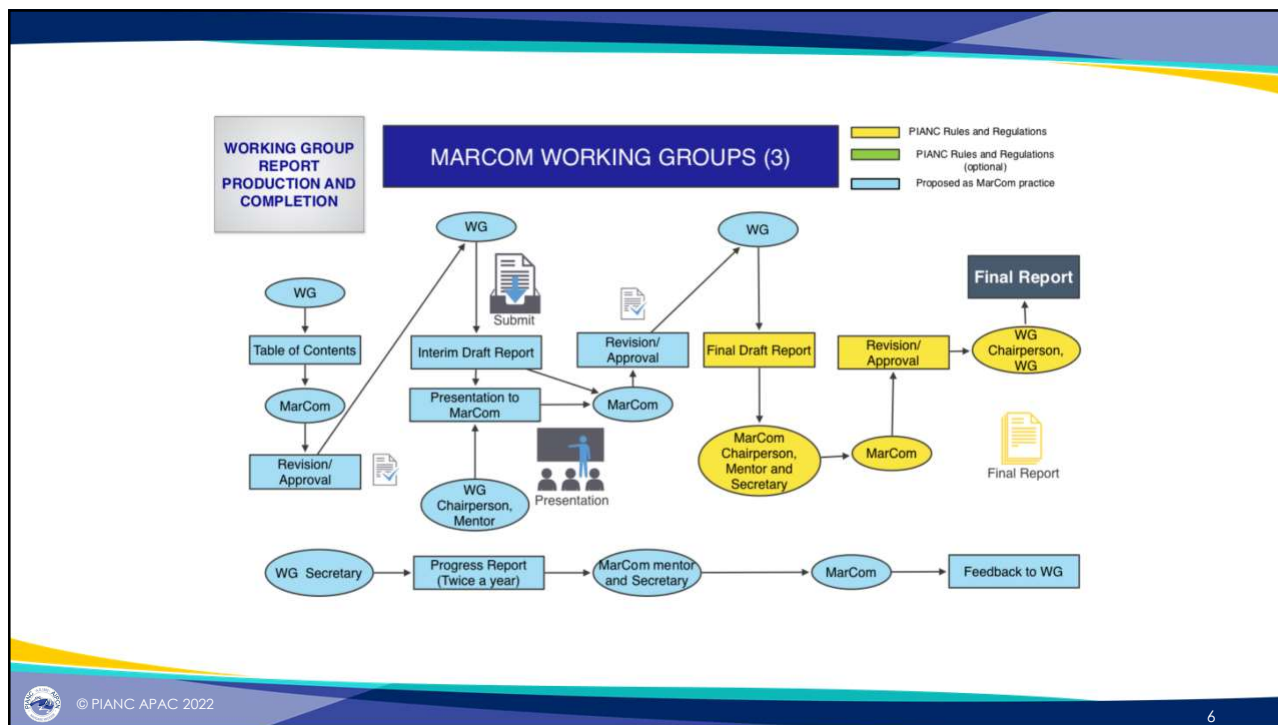 WORKING GROUP
REPORT
PRODUCTION AND
COMPLETION
MARCOM WORKING GROUPS (3)
PIANC Rules and Regulations
PIANC Rules and Regulations
(optional)
Proposed as MarCom practice
WG
Table of Contents
MarCom
Revision/
Approval
WG
Submit
Interim Draft Report
Presentation to
MarCom
WG
Chairperson,
Mentor
Presentation
MarCom
Revision/
Approval
WG
Final Draft Report
MarCom
Chairperson,
Mentor and
Secretary
MarCom
Revision/
Approval
WG
Chairperson,
WG
Final Report
Final Report
WG Secretary
Progress Report
(Twice a year)
MarCom mentor
and Secretary
MarCom
Feedback to WG
© PIANC APAC 2022
6